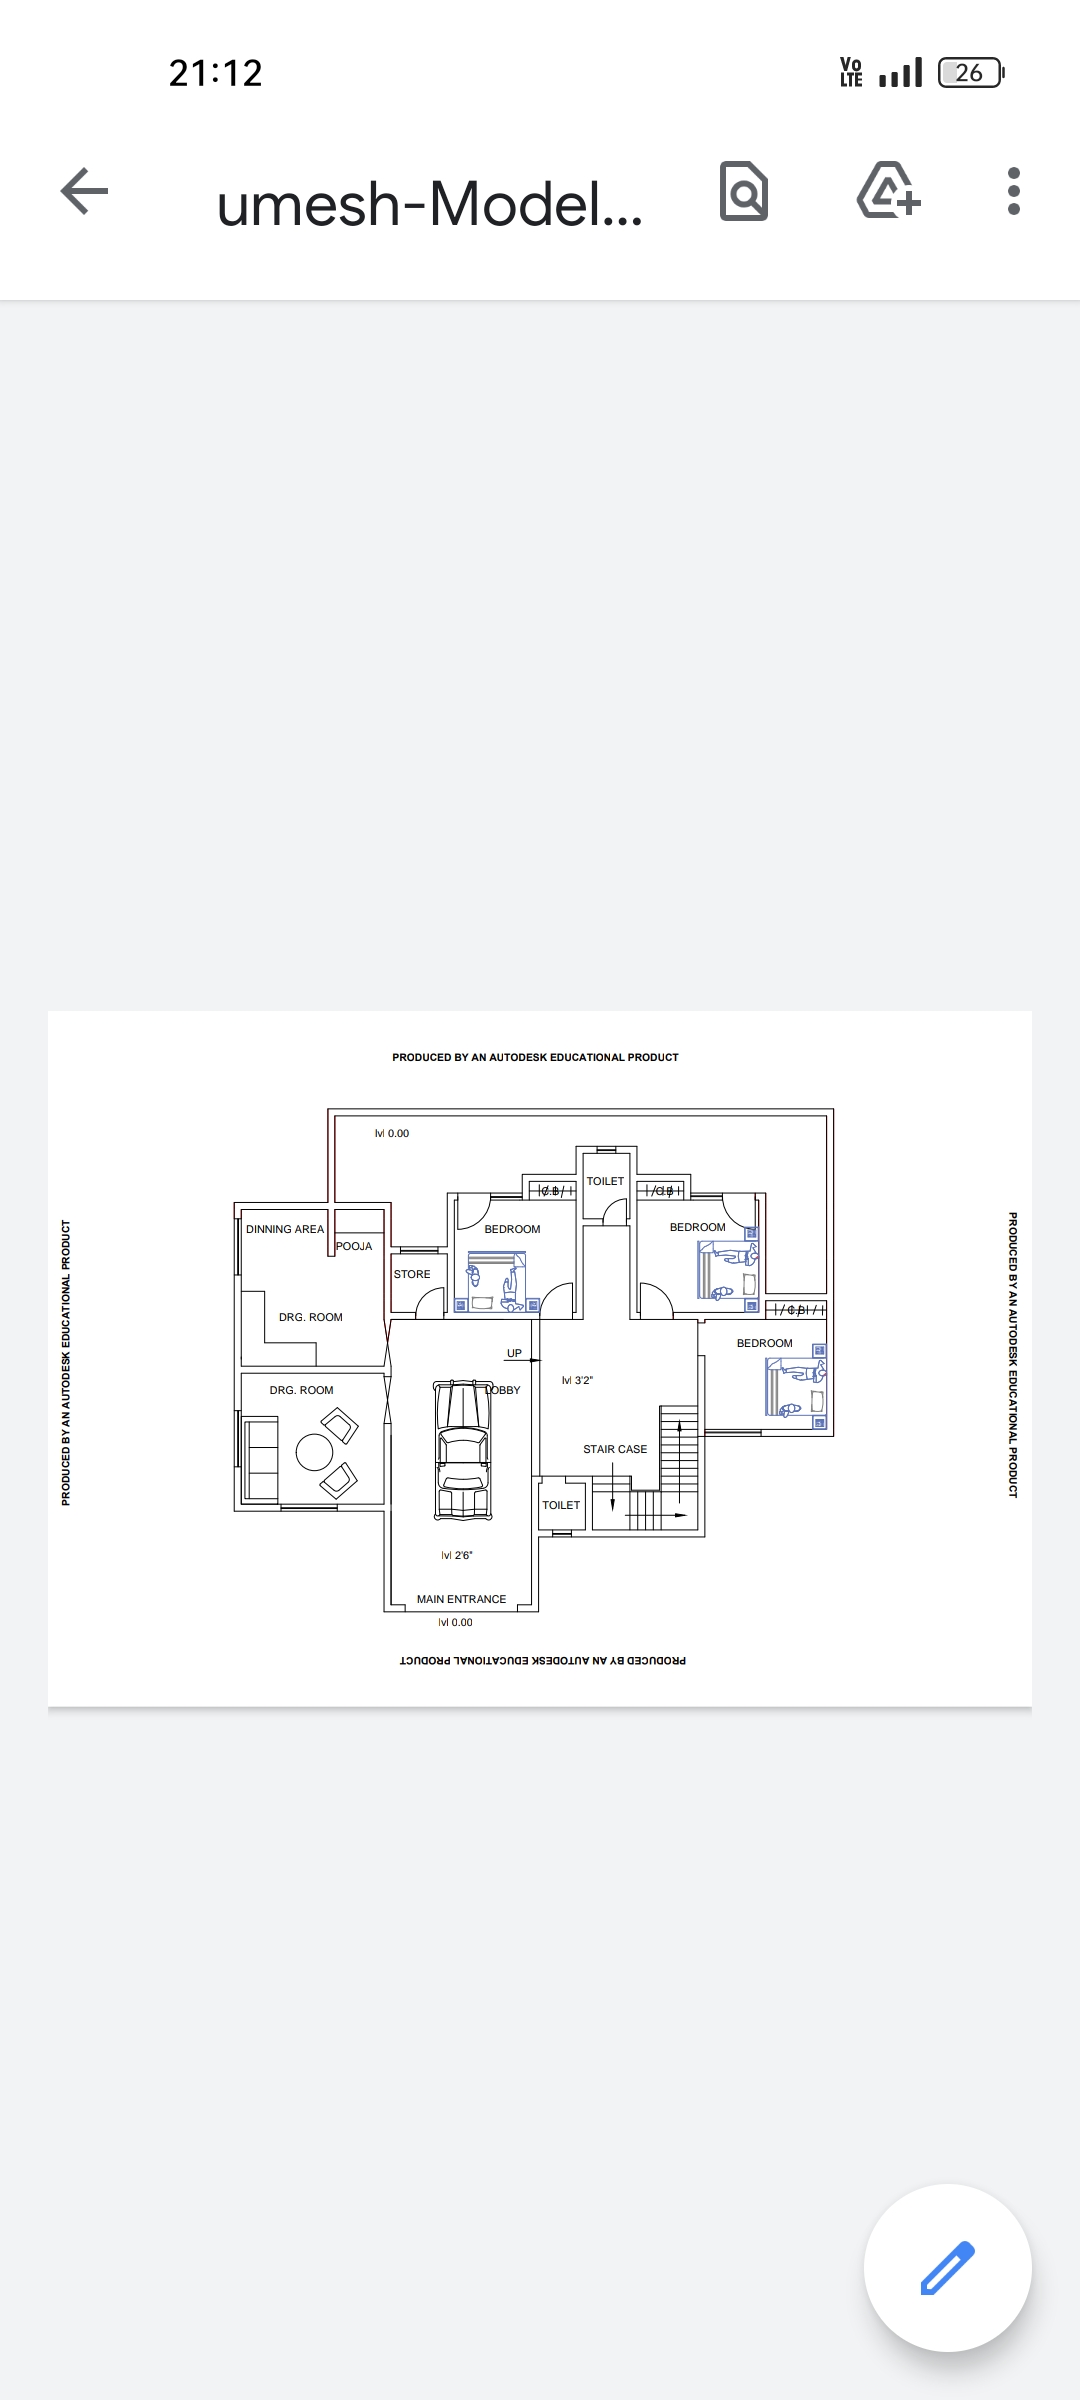 21:12
Vo
LTE
26
umesh-Model...
PRODUCED BY AN AUTODESK EDUCATIONAL PRODUCT
lvl 0.00
TOILET
C.B
C.B
DINNING AREA
BEDROOM
BEDROOM
POOJA
STORE
C.B
DRG. ROOM
BEDROOM
UP
lvl 3'2"
DRG. ROOM
LOBBY
STAIR CASE
TOILET
lvl 2'6"
MAIN ENTRANCE
lvl 0.00
PRODUCED BY AN AUTODESK EDUCATIONAL PRODUCT
PRODUCED BY AN AUTODESK EDUCATIONAL PRODUCT
PRODUCED BY AN AUTODESK EDUCATIONAL PRODUCT